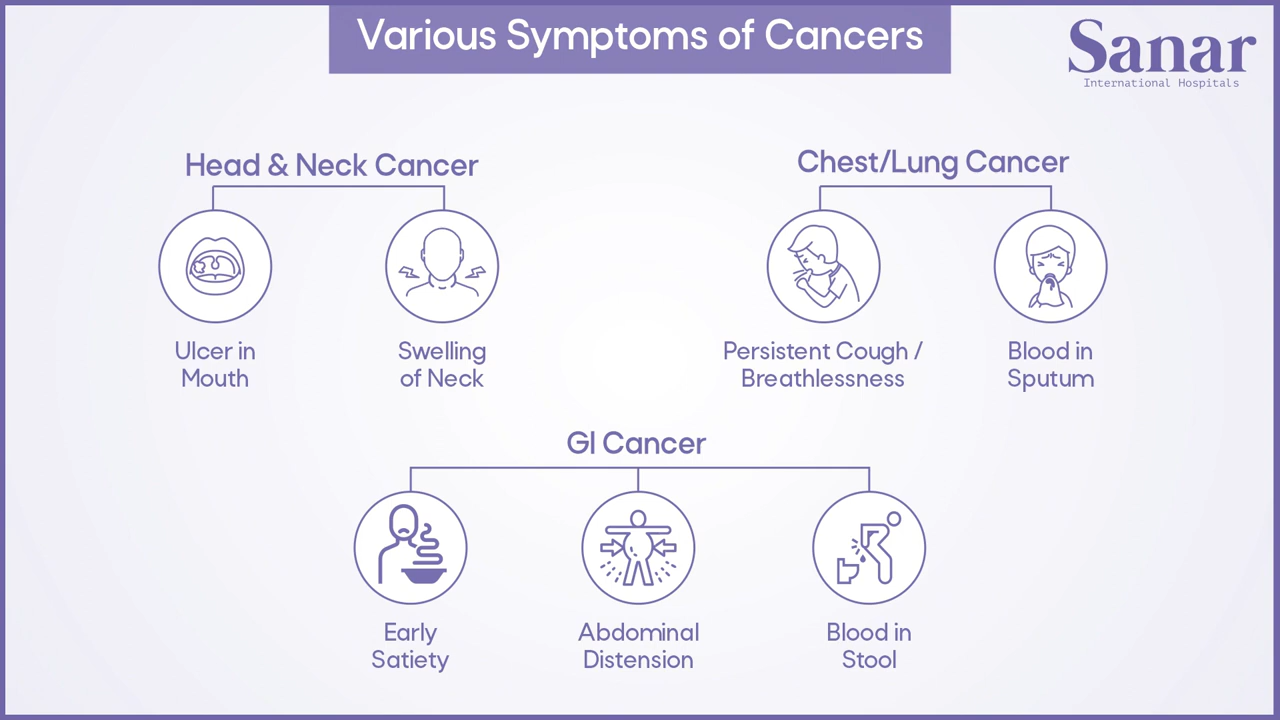 Various Symptoms of Cancers
Sanar
International Hospitals
Head & Neck Cancer
Chest/Lung Cancer
Ulcer in
Mouth
Swelling
of Neck
Persistent Cough /
Breathlessness
Blood in
Sputum
GI Cancer
Early
Satiety
Abdominal
Distension
Blood in
Stool